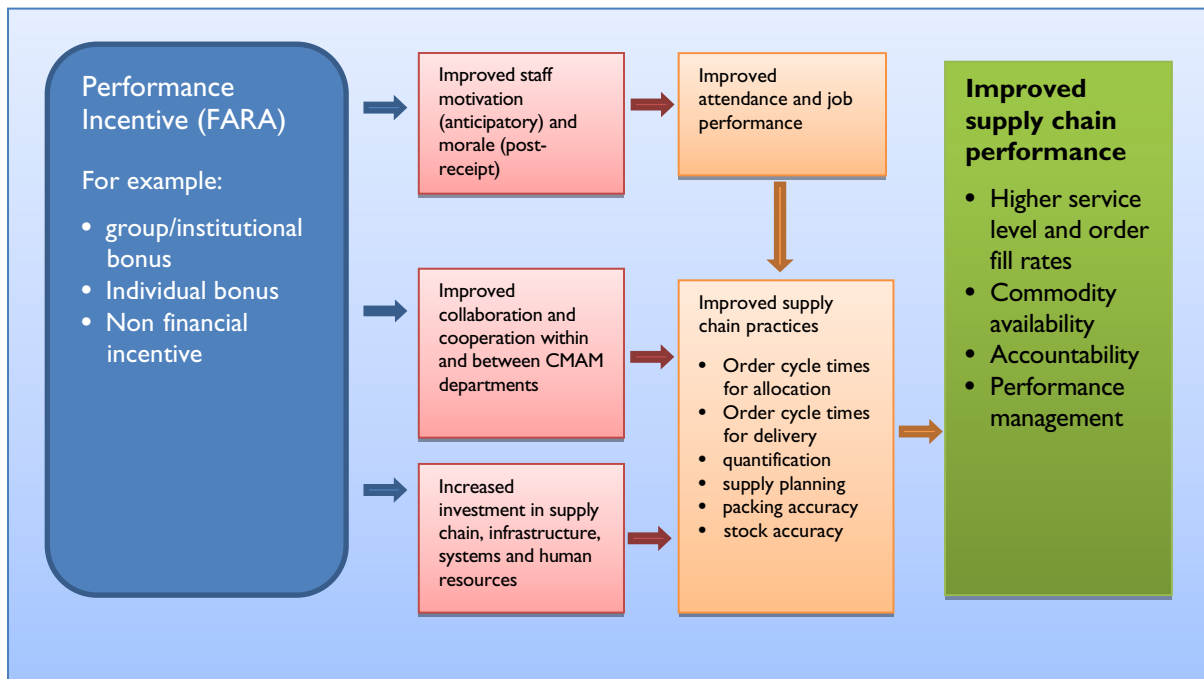 Performance
Incentive (FARA)
For example:
• group/institutional
bonus
• Individual bonus
• Non financial
incentive
Improved staff
motivation
(anticipatory) and
morale (post-
receipt)
Improved
attendance and job
performance
Improved
collaboration and
cooperation within
and between CMAM
departments
Increased
investment in supply
chain, infrastructure,
systems and human
resources
Improved supply
chain practices
• Order cycle times
for allocation
• Order cycle times
for delivery
• quantification
• supply planning
• packing accuracy
• stock accuracy
Improved
supply chain
performance
• Higher service
level and order
fill rates
• Commodity
availability
• Accountability
• Performance
management